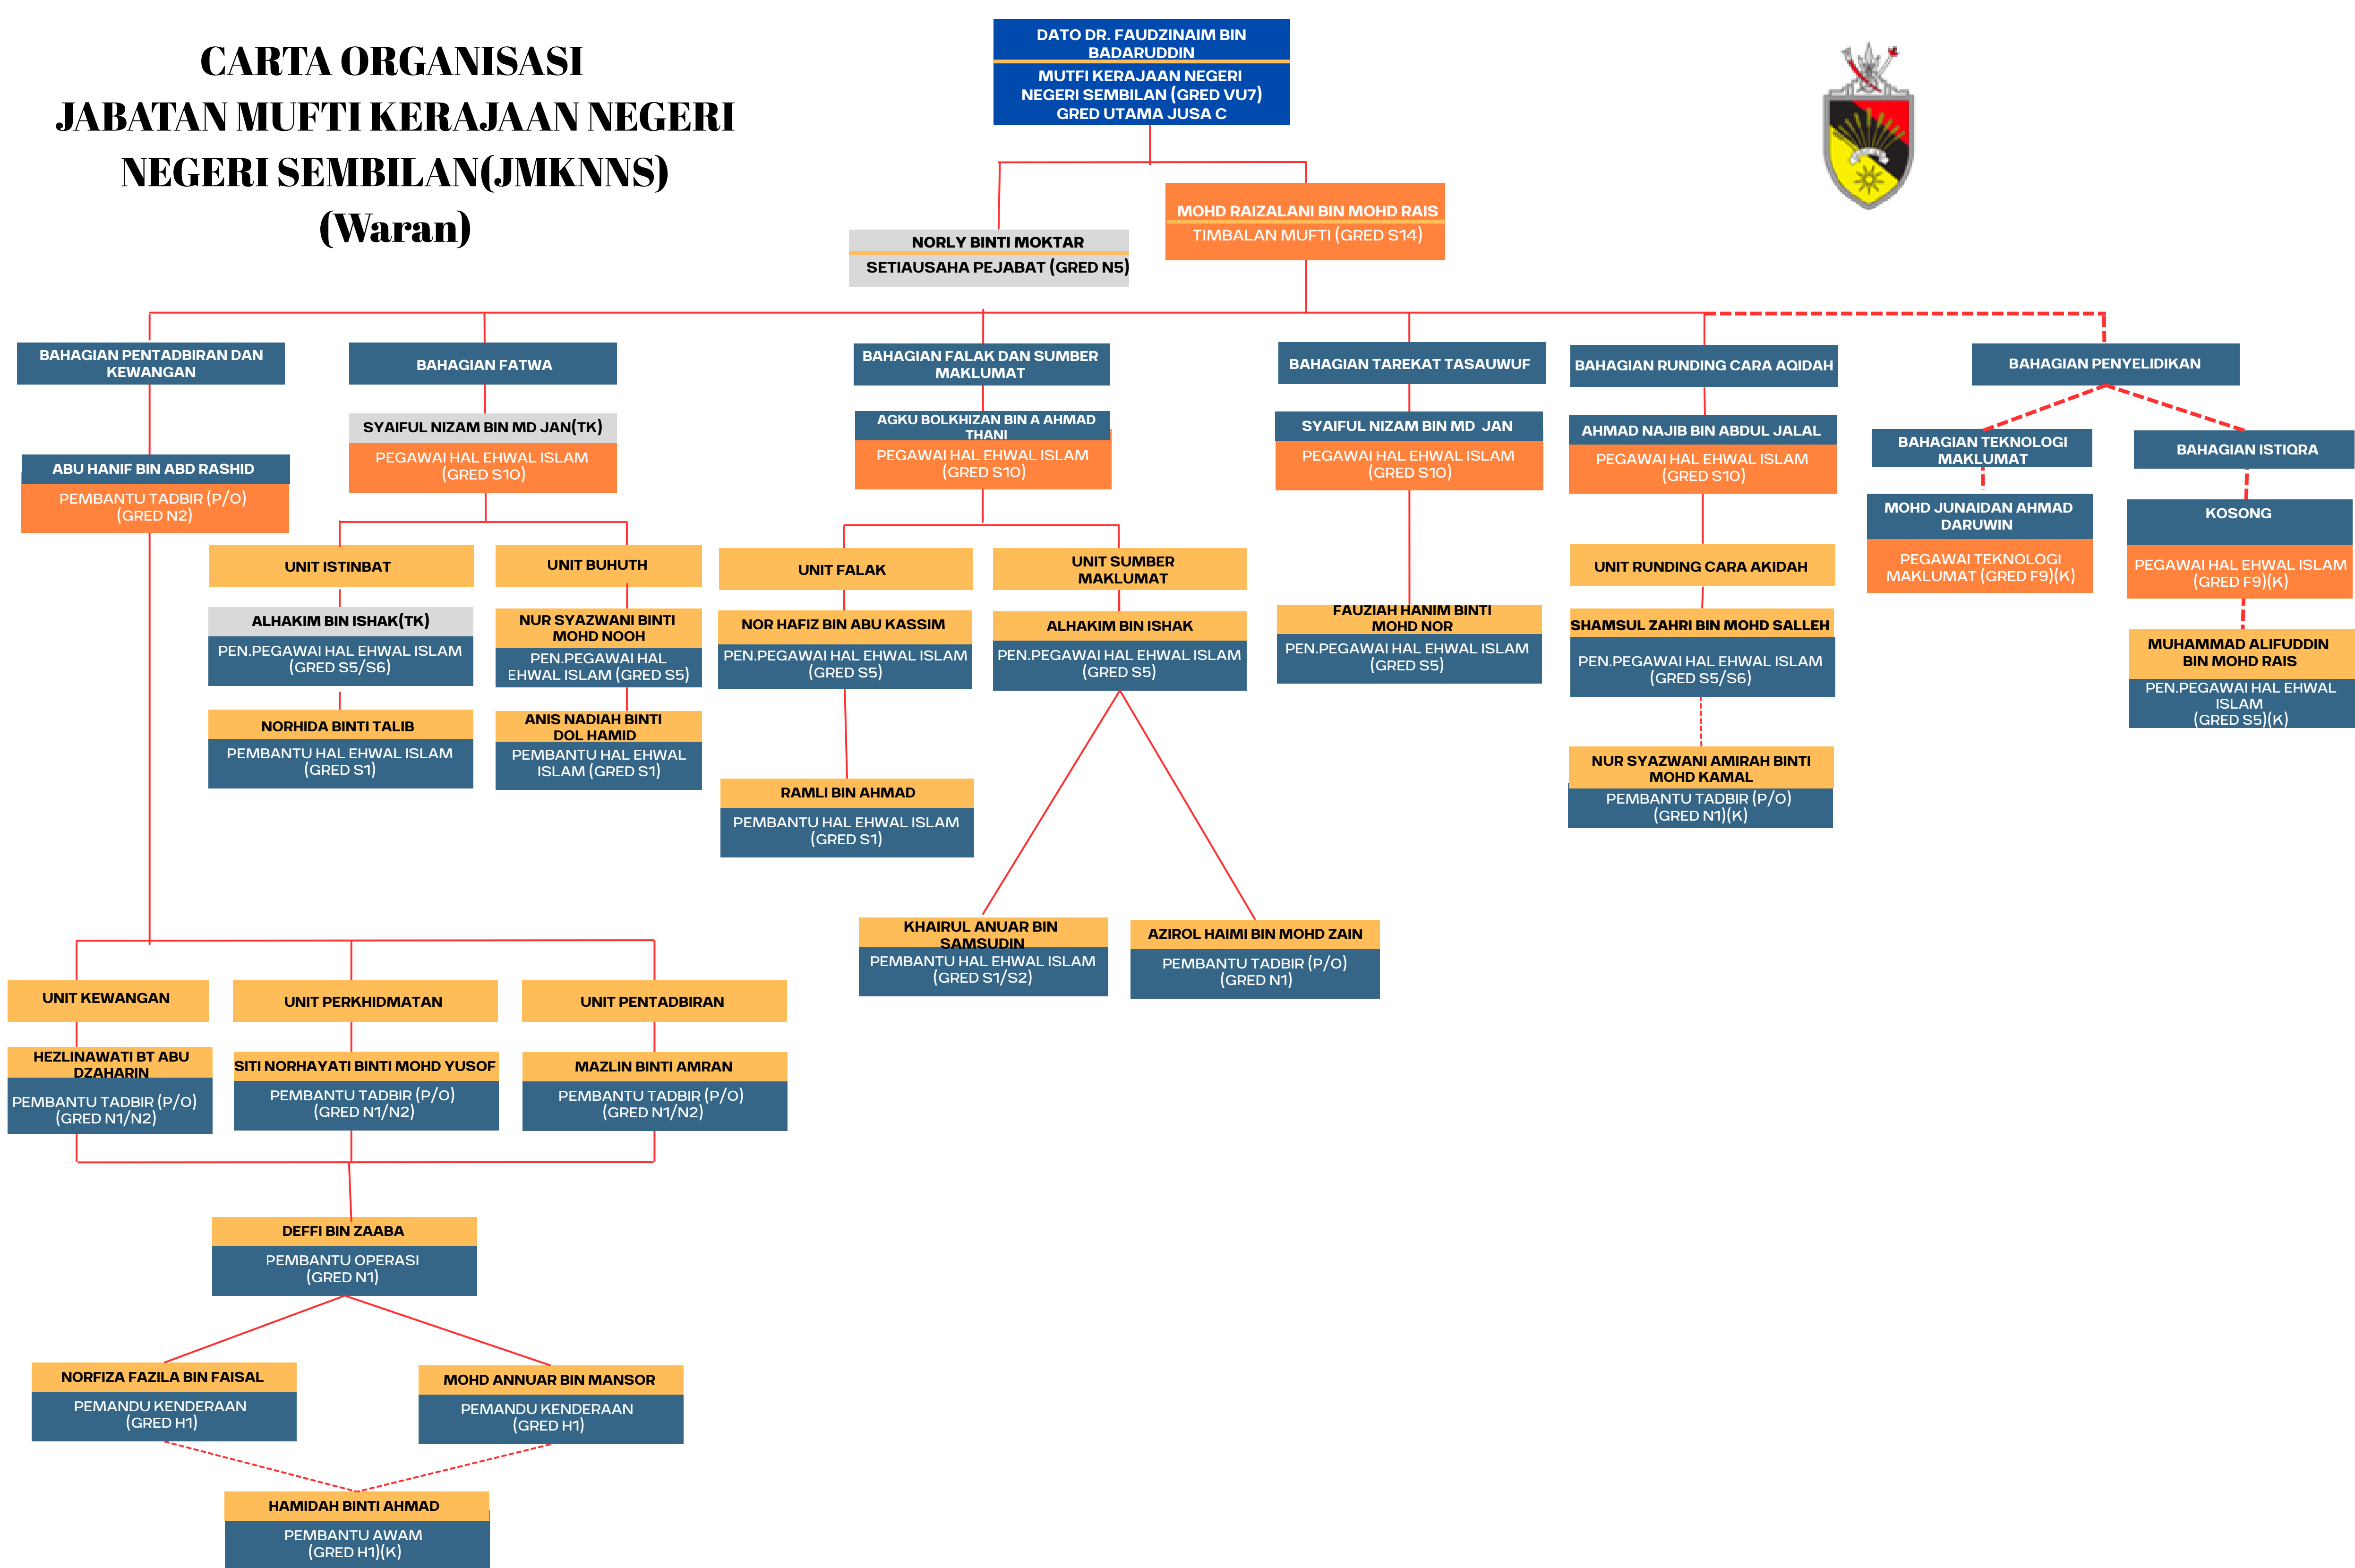 CARTA ORGANISASI
JABATAN MUFTI KERAJAAN NEGERI
NEGERI SEMBILAN(JMKNNS)
(Waran)
DATO DR. FAUDZINAIM BIN
BADARUDDIN
MUTFI KERAJAAN NEGERI
NEGERI SEMBILAN (GRED VU7)
GRED UTAMA JUSA C
NORLY BINTI MOKTAR
SETIAUSAHA PEJABAT (GRED N5)
MOHD RAIZALANI BIN MOHD RAIS
TIMBALAN MUFTI (GRED S14)
BAHAGIAN PENTADBIRAN DAN
KEWANGAN
ABU HANIF BIN ABD RASHID
PEMBANTU TADBIR (P/O)
(GRED N2)
BAHAGIAN FATWA
SYAIFUL NIZAM BIN MD JAN(TK)
PEGAWAI HAL EHWAL ISLAM
(GRED S10)
UNIT ISTINBAT
ALHAKIM BIN ISHAK(TK)
PEN.PEGAWAI HAL EHWAL ISLAM
(GRED S5/S6)
NORHIDA BINTI TALIB
PEMBANTU HAL EHWAL ISLAM
(GRED S1)
UNIT BUHUTH
NUR SYAZWANI BINTI
MOHD NOOH
PEN.PEGAWAI HAL
EHWAL ISLAM (GRED S5)
ANIS NADIAH BINTI
DOL HAMID
PEMBANTU HAL EHWAL
ISLAM (GRED S1)
BAHAGIAN FALAK DAN SUMBER
MAKLUMAT
AGKU BOLKHIZAN BIN A AHMAD
THANI
PEGAWAI HAL EHWAL ISLAM
(GRED S10)
UNIT FALAK
NOR HAFIZ BIN ABU KASSIM
PEN.PEGAWAI HAL EHWAL ISLAM
(GRED S5)
RAMLI BIN AHMAD
PEMBANTU HAL EHWAL ISLAM
(GRED S1)
UNIT SUMBER
MAKLUMAT
ALHAKIM BIN ISHAK
PEN.PEGAWAI HAL EHWAL ISLAM
(GRED S5)
KHAIRUL ANUAR BIN
SAMSUDIN
PEMBANTU HAL EHWAL ISLAM
(GRED S1/S2)
AZIROL HAIMI BIN MOHD ZAIN
PEMBANTU TADBIR (P/O)
(GRED N1)
BAHAGIAN TAREKAT TASAUWUF
SYAIFUL NIZAM BIN MD  JAN
PEGAWAI HAL EHWAL ISLAM
(GRED S10)
FAUZIAH HANIM BINTI
MOHD NOR
PEN.PEGAWAI HAL EHWAL ISLAM
(GRED S5)
BAHAGIAN RUNDING CARA AQIDAH
AHMAD NAJIB BIN ABDUL JALAL
PEGAWAI HAL EHWAL ISLAM
(GRED S10)
UNIT RUNDING CARA AKIDAH
SHAMSUL ZAHRI BIN MOHD SALLEH
PEN.PEGAWAI HAL EHWAL ISLAM
(GRED S5/S6)
NUR SYAZWANI AMIRAH BINTI
MOHD KAMAL
PEMBANTU TADBIR (P/O)
(GRED N1)(K)
BAHAGIAN PENYELIDIKAN
BAHAGIAN TEKNOLOGI
MAKLUMAT
MOHD JUNAIDAN AHMAD
DARUWIN
PEGAWAI TEKNOLOGI
MAKLUMAT (GRED F9)(K)
BAHAGIAN ISTIQRA
KOSONG
PEGAWAI HAL EHWAL ISLAM
(GRED F9)(K)
MUHAMMAD ALIFUDDIN
BIN MOHD RAIS
PEN.PEGAWAI HAL EHWAL
ISLAM
(GRED S5)(K)
UNIT KEWANGAN
HEZLINAWATI BT ABU
DZAHARIN
PEMBANTU TADBIR (P/O)
(GRED N1/N2)
UNIT PERKHIDMATAN
SITI NORHAYATI BINTI MOHD YUSOF
PEMBANTU TADBIR (P/O)
(GRED N1/N2)
UNIT PENTADBIRAN
MAZLIN BINTI AMRAN
PEMBANTU TADBIR (P/O)
(GRED N1/N2)
DEFFI BIN ZAABA
PEMBANTU OPERASI
(GRED N1)
NORFIZA FAZILA BIN FAISAL
PEMANDU KENDERAAN
(GRED H1)
MOHD ANNUAR BIN MANSOR
PEMANDU KENDERAAN
(GRED H1)
HAMIDAH BINTI AHMAD
PEMBANTU AWAM
(GRED H1)(K)